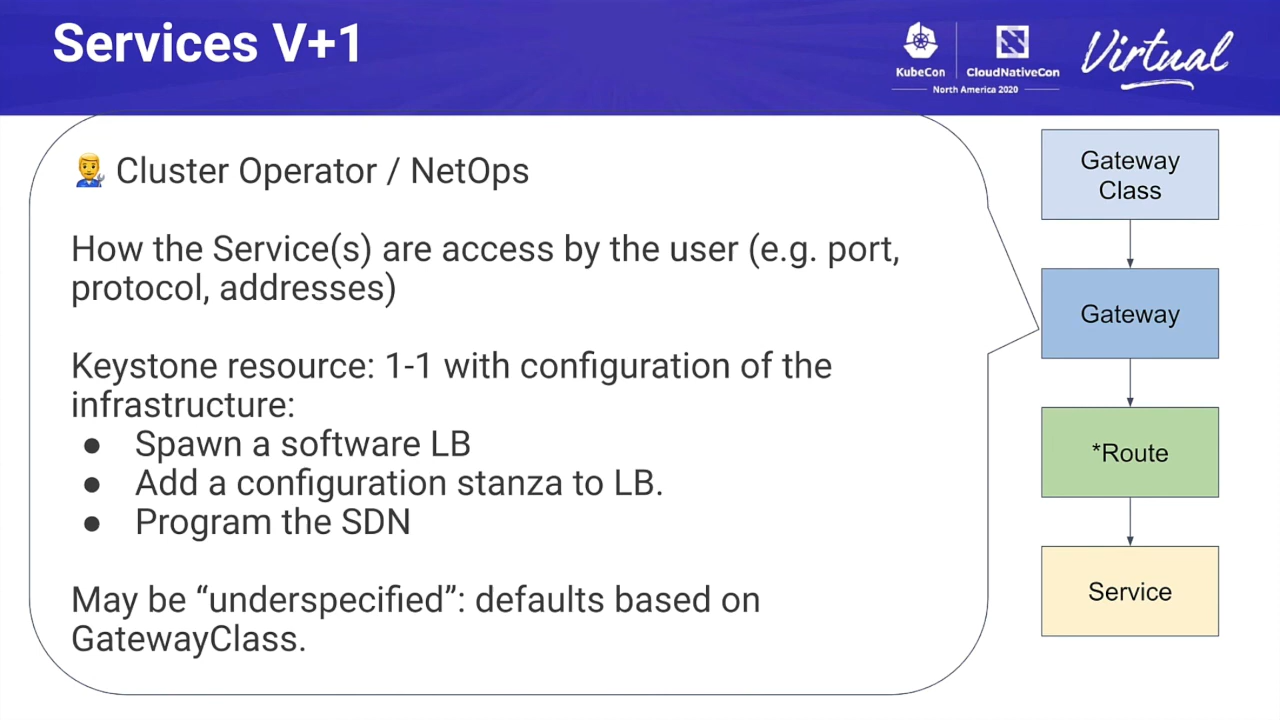 Services V+1
KubeCon
CloudNativeCon
North America 2020
Virtual
Cluster Operator / NetOps
How the Service(s) are access by the user (e.g. port,
protocol, addresses)
Keystone resource: 1-1 with configuration of the
infrastructure:
● Spawn a software LB
● Add a configuration stanza to LB.
● Program the SDN
May be “underspecified”: defaults based on
GatewayClass.
Gateway
Class
Gateway
*Route
Service